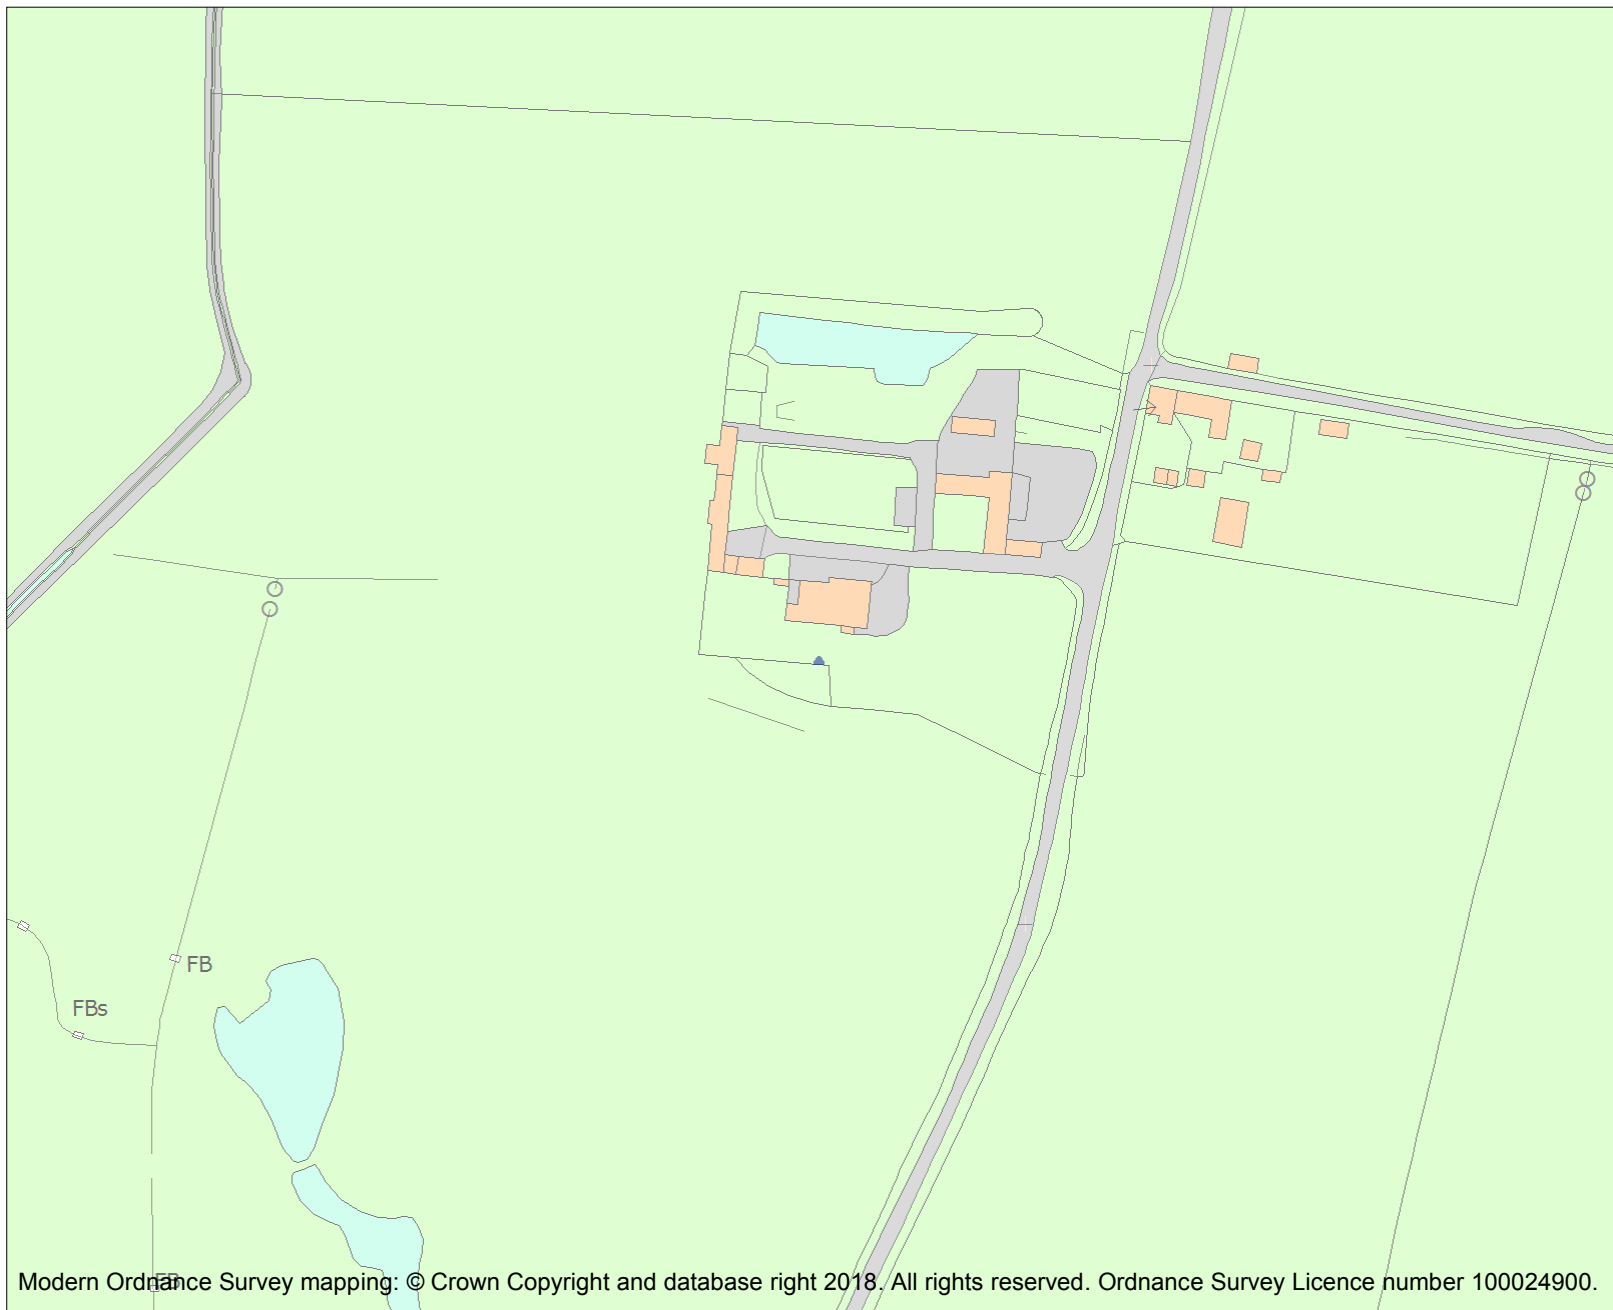 FB
FBs
FB
Modern Ordnance Survey mapping: © Crown Copyright and database right 2018. All rights reserved. Ordnance Survey Licence number 100024900.